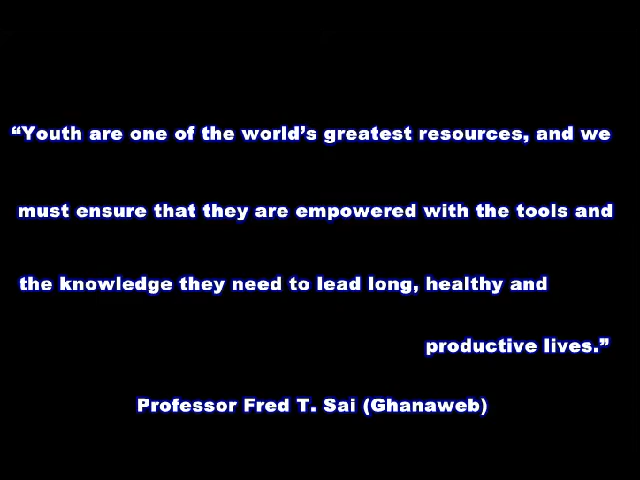 “Youth are one of the world’s greatest resources, and we
must ensure that they are empowered with the tools and
the knowledge they need to lead long, healthy and
productive lives.”
Professor Fred T. Sai (Ghanaweb)